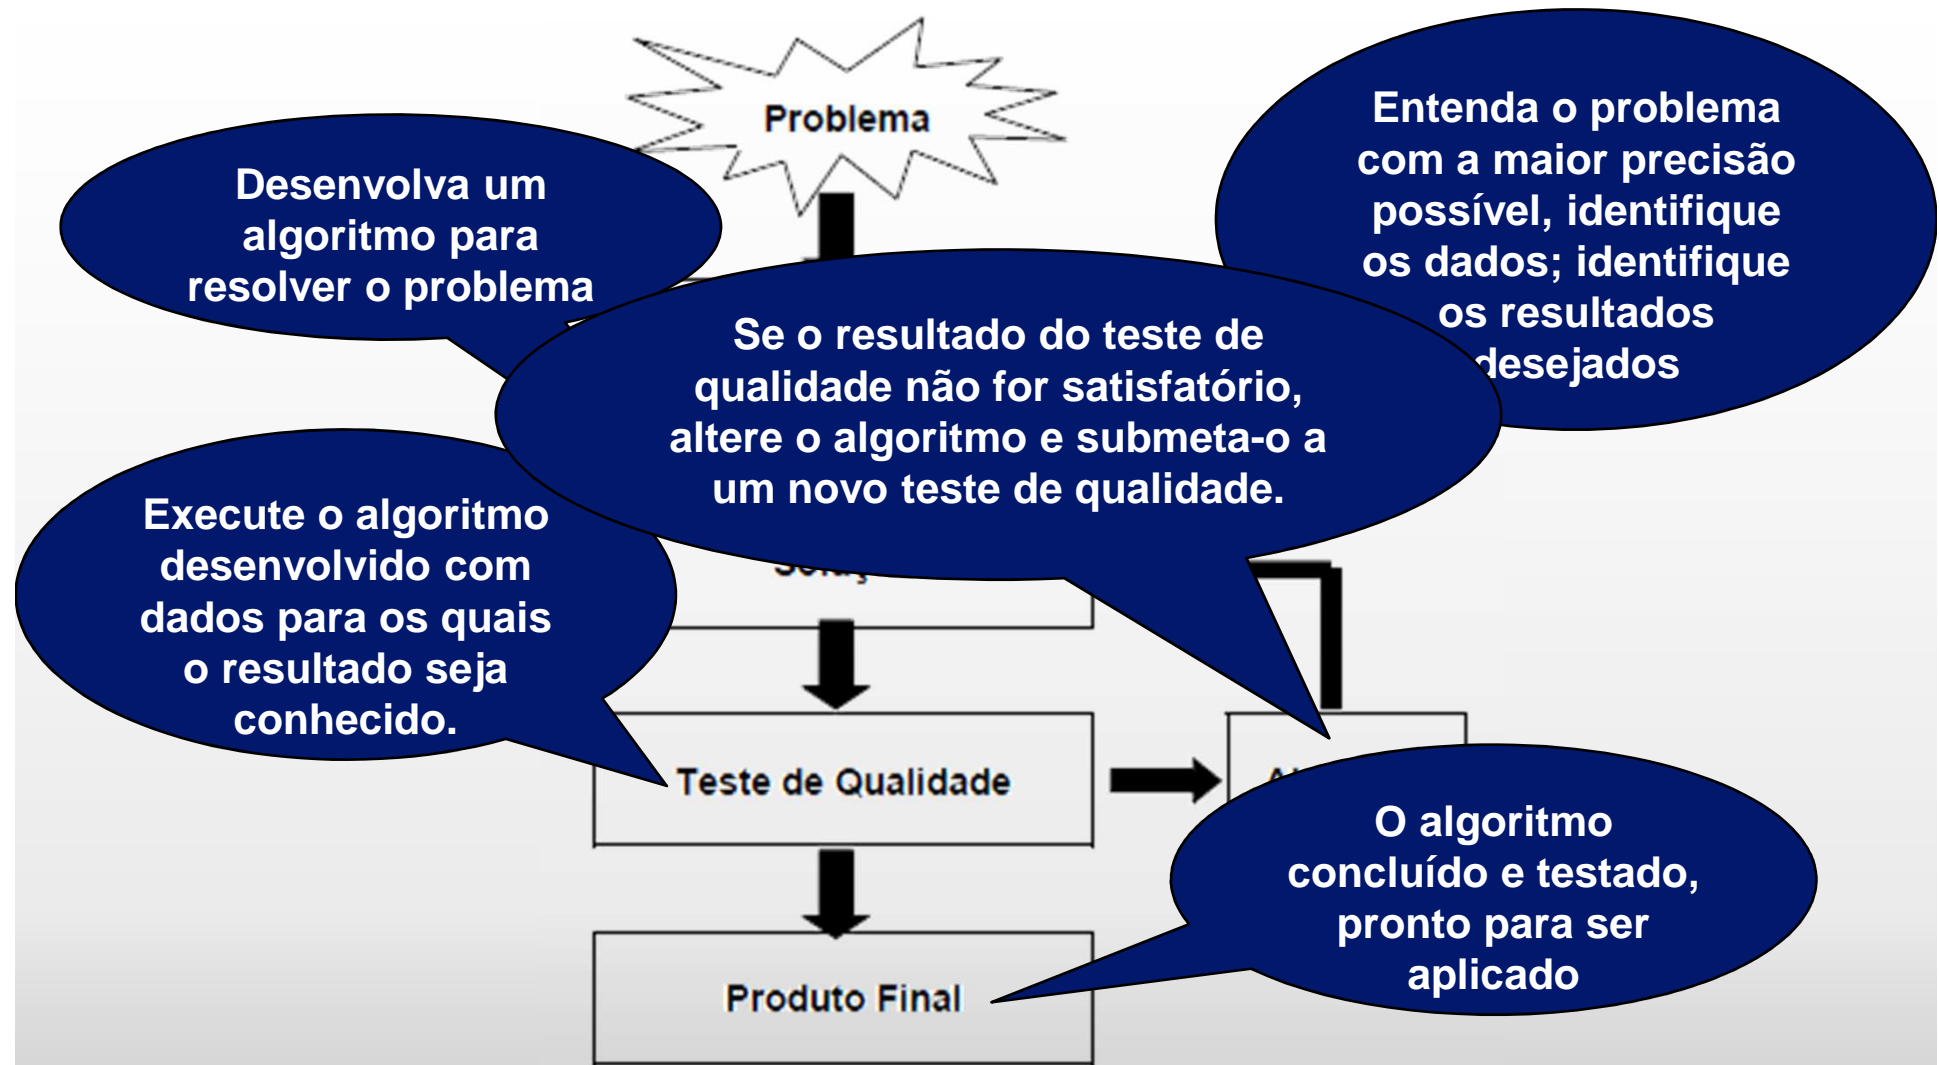 Problema
Entenda o problema
com a maior precisão
possível, identifique
os dados; identifique
os resultados
desejados
Desenvolva um
algoritmo para
resolver o problema
Se o resultado do teste de
qualidade não for satisfatório,
altere o algoritmo e submeta-o a
um novo teste de qualidade.
Execute o algoritmo
desenvolvido com
dados para os quais
o resultado seja
conhecido.
Teste de Qualidade
O algoritmo
concluído e testado,
pronto para ser
aplicado
Produto Final